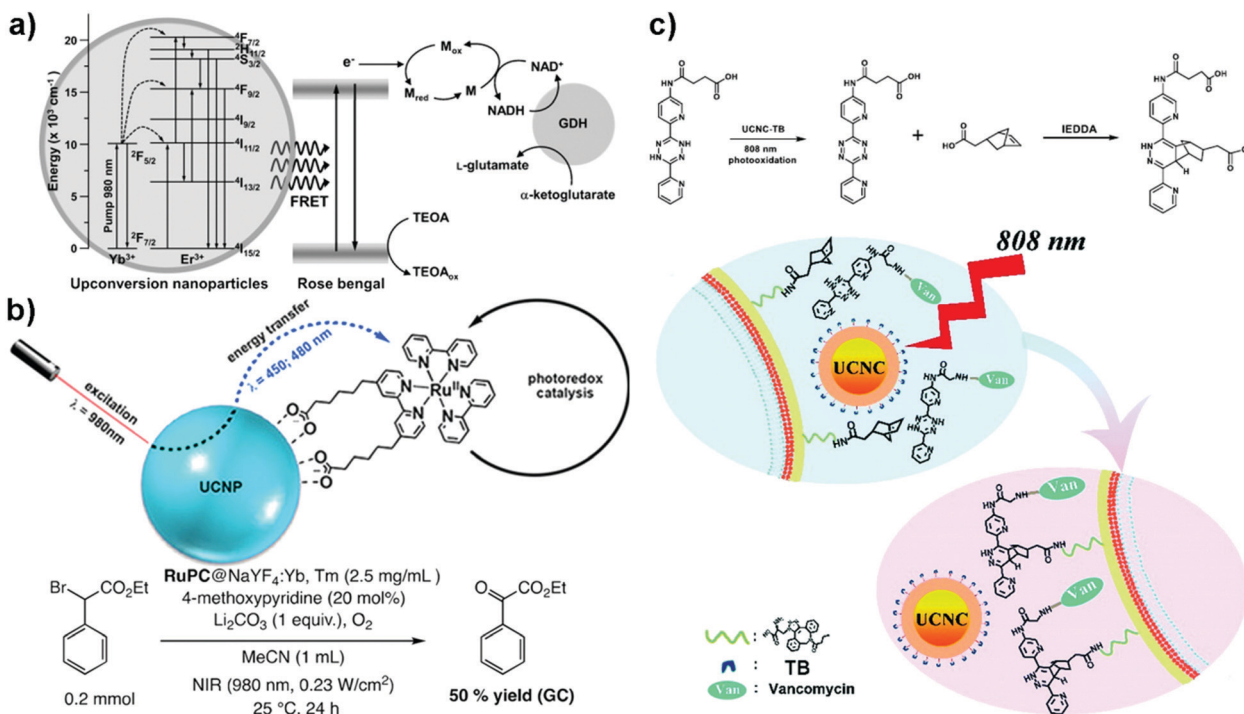 a)
Energy (x 10³ cm⁻¹)
20
15
10
5
0
Pump 980 nm
²F₅/₂
²F₇/₂
⁴F₇/₂
²H₁₁/₂
⁴S₃/₂
⁴F₉/₂
⁴I₉/₂
⁴I₁₁/₂
⁴I₁₃/₂
⁴I₁₅/₂
Yb³⁺ Er³⁺
Upconversion nanoparticles
FRET
e⁻
Rose bengal
TEOA
TEOAₒₓ
Mₒₓ
M_red
M
NAD⁺
NADH
GDH
L-glutamate
α-ketoglutarate
b)
excitation
λ = 980nm
energy transfer
λ = 450; 480 nm
UCNP
O
O
O
O
N
N
N
N
N
N
Ruᴵᴵ
photoredox
catalysis
Br CO₂Et
0.2 mmol
RuPC@NaYF₄:Yb, Tm (2.5 mg/mL)
4-methoxypyridine (20 mol%)
Li₂CO₃ (1 equiv.), O₂
MeCN (1 mL)
NIR (980 nm, 0.23 W/cm²)
25 °C, 24 h
O CO₂Et
50 % yield (GC)
c)
UCNC-TB
808 nm
photooxidation
+
IEDDA
808 nm
Van
UCNC
Van
Van
Van
UCNC
:
: TB
Van : Vancomycin